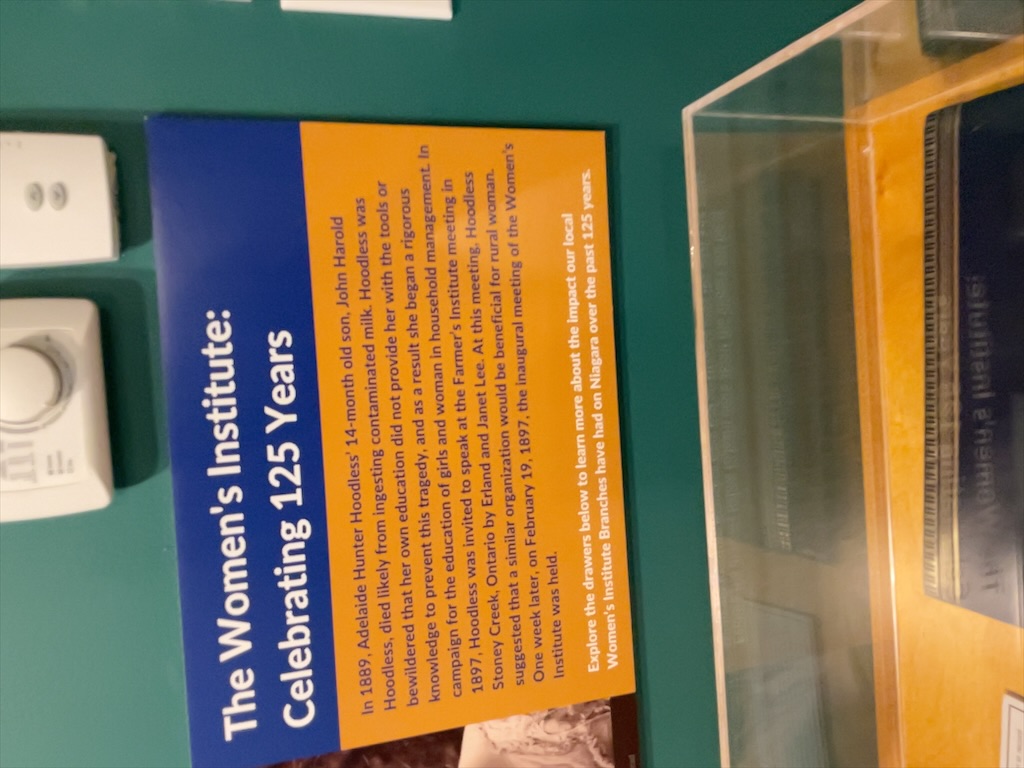 The Women's Institute:
Celebrating 125 Years
In 1889, Adelaide Hunter Hoodless' 14-month old son, John Harold
Hoodless, died likely from ingesting contaminated milk. Hoodless was
bewildered that her own education did not provide her with the tools or
knowledge to prevent this tragedy, and as a result she began a rigorous
campaign for the education of girls and woman in household management. In
1897, Hoodless was invited to speak at the Farmer's Institute meeting in
Stoney Creek, Ontario by Erland and Janet Lee. At this meeting, Hoodless
suggested that a similar organization would be beneficial for rural woman.
One week later, on February 19, 1897, the inaugural meeting of the Women's
Institute was held.
Explore the drawers below to learn more about the impact our local
Women's Institute Branches have had on Niagara over the past 125 years.